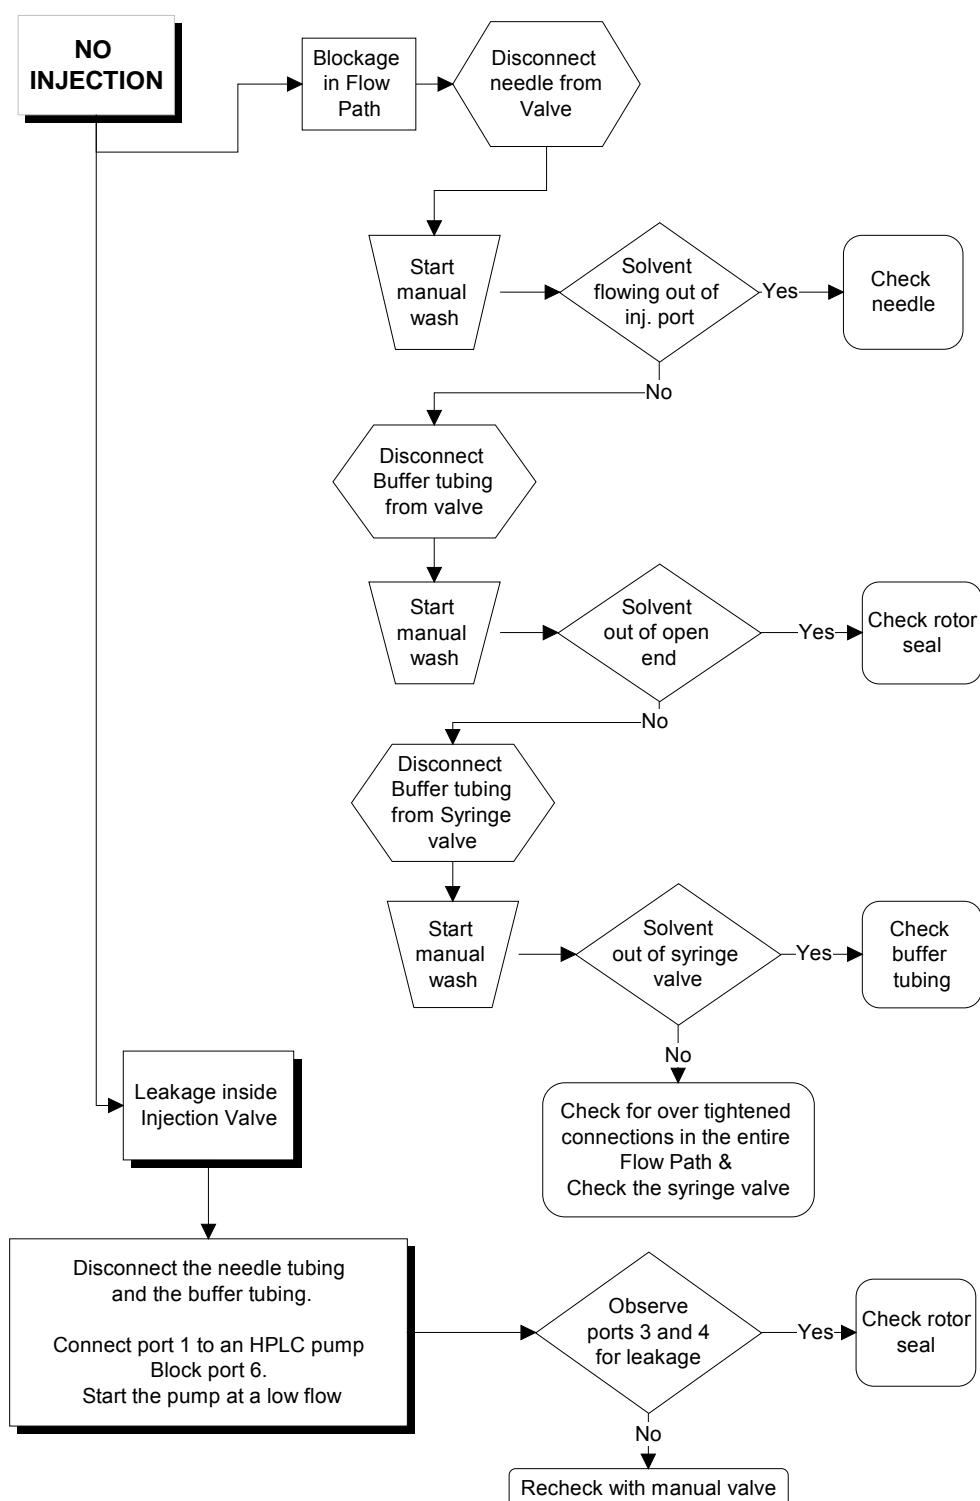 NO
INJECTION
Blockage
in Flow
Path
Disconnect
needle from
Valve
Start
manual
wash
Solvent
flowing out of
inj. port
Yes
Check
needle
No
Disconnect
Buffer tubing
from valve
Start
manual
wash
Solvent
out of open
end
Yes
Check rotor
seal
No
Disconnect
Buffer tubing
from Syringe
valve
Start
manual
wash
Solvent
out of syringe
valve
Yes
Check
buffer
tubing
No
Check for over tightened
connections in the entire
Flow Path &
Check the syringe valve
Leakage inside
Injection Valve
Disconnect the needle tubing
and the buffer tubing.
Connect port 1 to an HPLC pump
Block port 6.
Start the pump at a low flow
Observe
ports 3 and 4
for leakage
Yes
Check rotor
seal
No
Recheck with manual valve